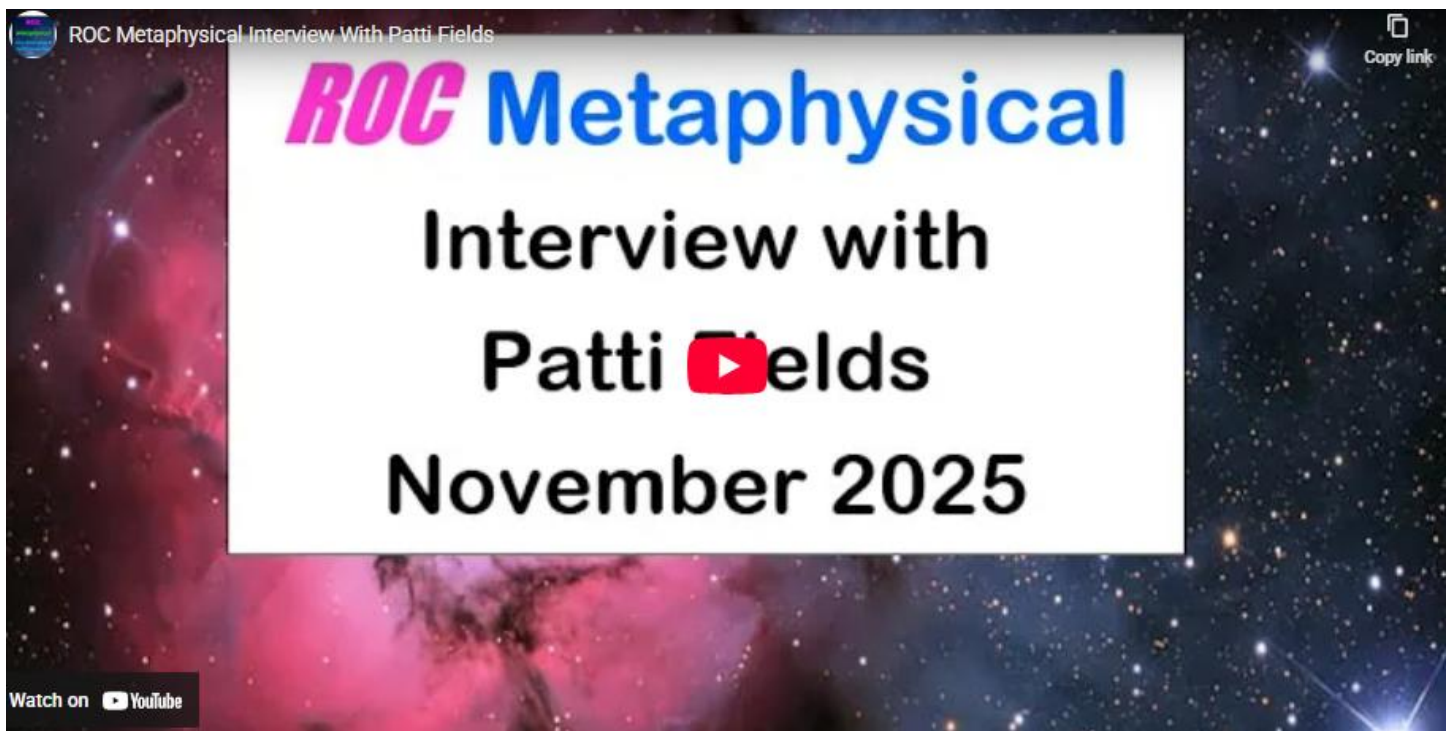 ROC Metaphysical Interview With Patti Fields
Copy link
ROC Metaphysical
Interview with
Patti Fields
November 2025
Watch on YouTube